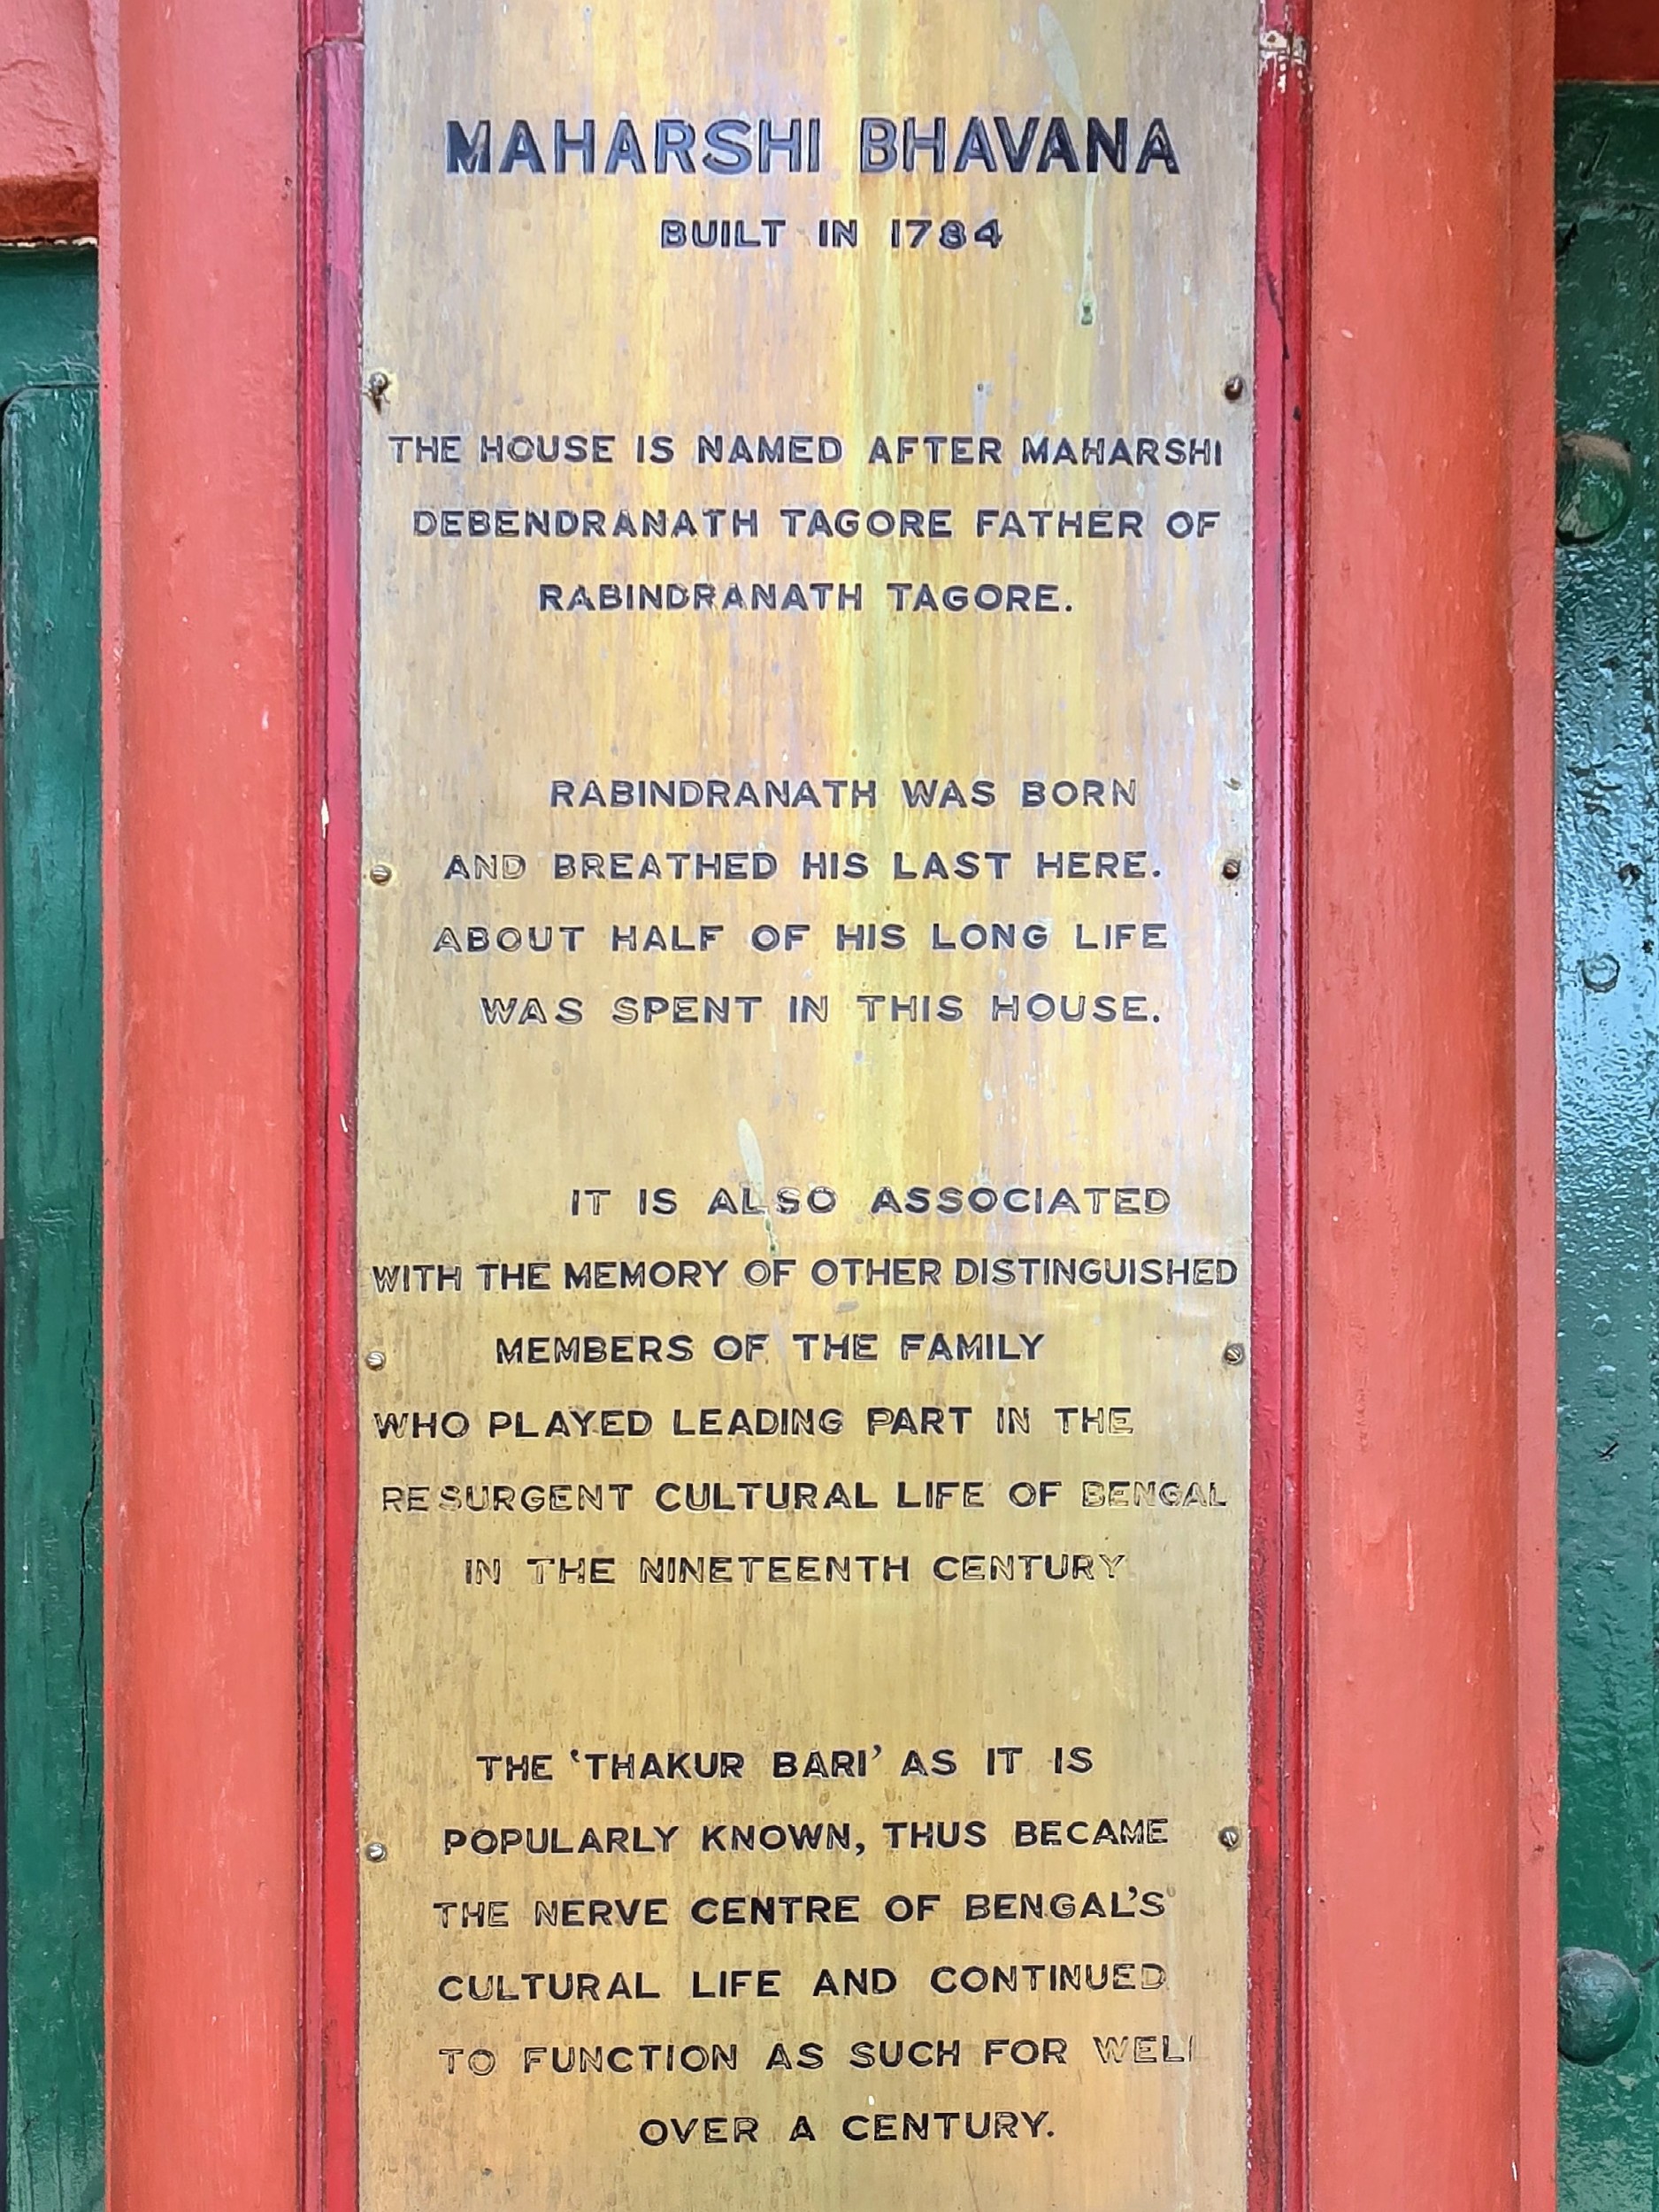 MAHARSHI BHAVANA
BUILT IN 1784
THE HOUSE IS NAMED AFTER MAHARSHI
DEBENDRANATH TAGORE FATHER OF
RABINDRANATH TAGORE.
RABINDRANATH WAS BORN
AND BREATHED HIS LAST HERE.
ABOUT HALF OF HIS LONG LIFE
WAS SPENT IN THIS HOUSE.
IT IS ALSO ASSOCIATED
WITH THE MEMORY OF OTHER DISTINGUISHED
MEMBERS OF THE FAMILY
WHO PLAYED LEADING PART IN THE
RESURGENT CULTURAL LIFE OF BENGAL
IN THE NINETEENTH CENTURY
THE ‘THAKUR BARI’ AS IT IS
POPULARLY KNOWN, THUS BECAME
THE NERVE CENTRE OF BENGAL’S
CULTURAL LIFE AND CONTINUED
TO FUNCTION AS SUCH FOR WELL
OVER A CENTURY.